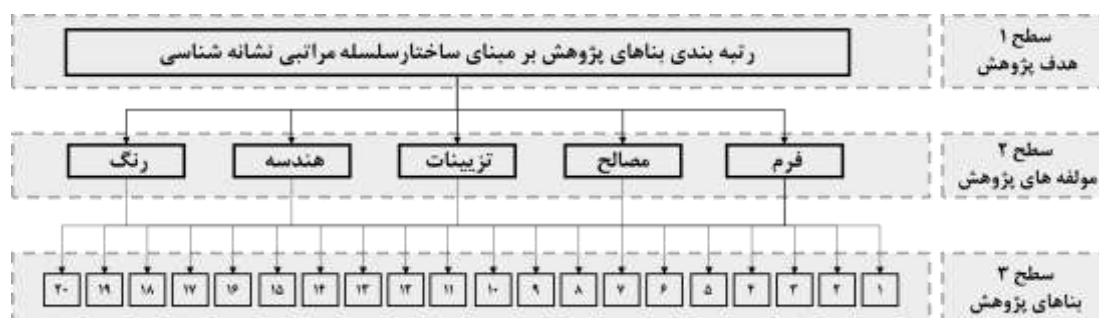 سطح ۱
هدف پژوهش
رتبه بندی بناهای پژوهش بر مبنای ساختارسلسله مراتبی نشانه شناسی
سطح ۲
مولفه های پژوهش
فرم
مصالح
تزیینات
هندسه
رنگ
سطح ۳
بناهای پژوهش
۱
۲
۳
۴
۵
۶
۷
۸
۹
۱۰
۱۱
۱۲
۱۳
۱۴
۱۵
۱۶
۱۷
۱۸
۱۹
۲۰